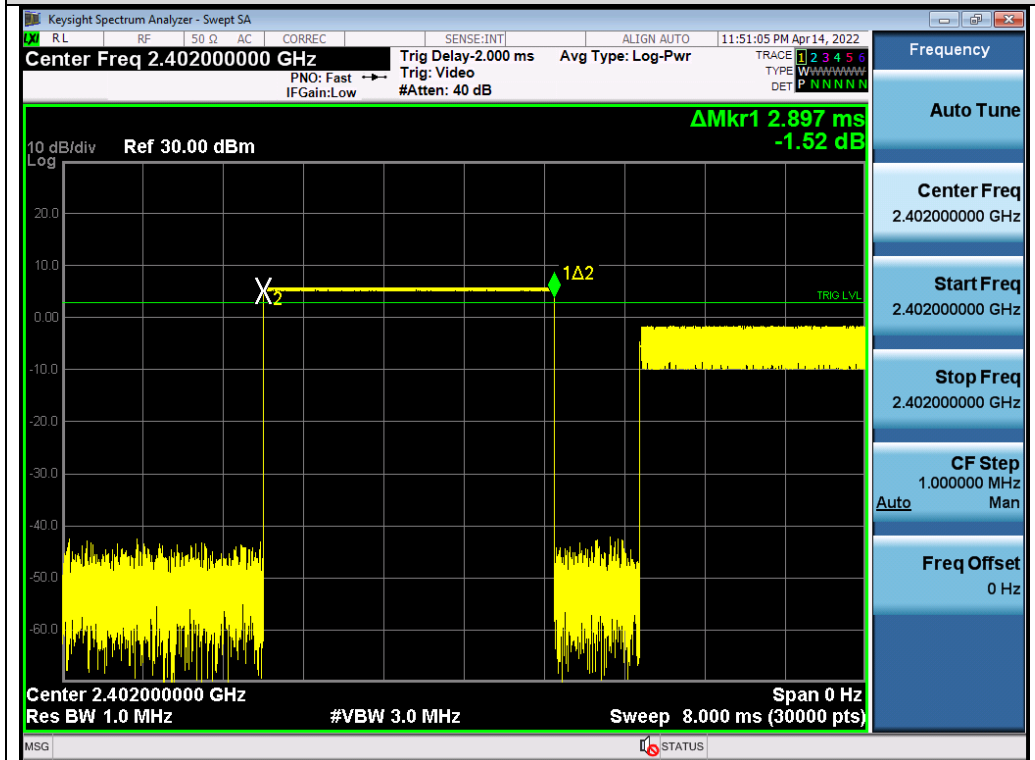 Keysight Spectrum Analyzer - Swept SA
LXI RL RF 50 Ω AC CORREC SENSE:INT ALIGN AUTO 11:51:05 PM Apr 14, 2022
Center Freq 2.402000000 GHz
PNO: Fast
IFGain:Low
Trig Delay-2.000 ms
Trig: Video
#Atten: 40 dB
Avg Type: Log-Pwr
TRACE 1 2 3 4 5 6
TYPE WWWWWWW
DET P N N N N N
ΔMkr1 2.897 ms
-1.52 dB
10 dB/div Ref 30.00 dBm
Log
20.0
10.0
0.00
-10.0
-20.0
-30.0
-40.0
-50.0
-60.0
X2
1Δ2
TRIG LVL
Center 2.402000000 GHz Span 0 Hz
Res BW 1.0 MHz #VBW 3.0 MHz Sweep 8.000 ms (30000 pts)
MSG STATUS
Frequency
Auto Tune
Center Freq
2.402000000 GHz
Start Freq
2.402000000 GHz
Stop Freq
2.402000000 GHz
CF Step
1.000000 MHz
Auto Man
Freq Offset
0 Hz